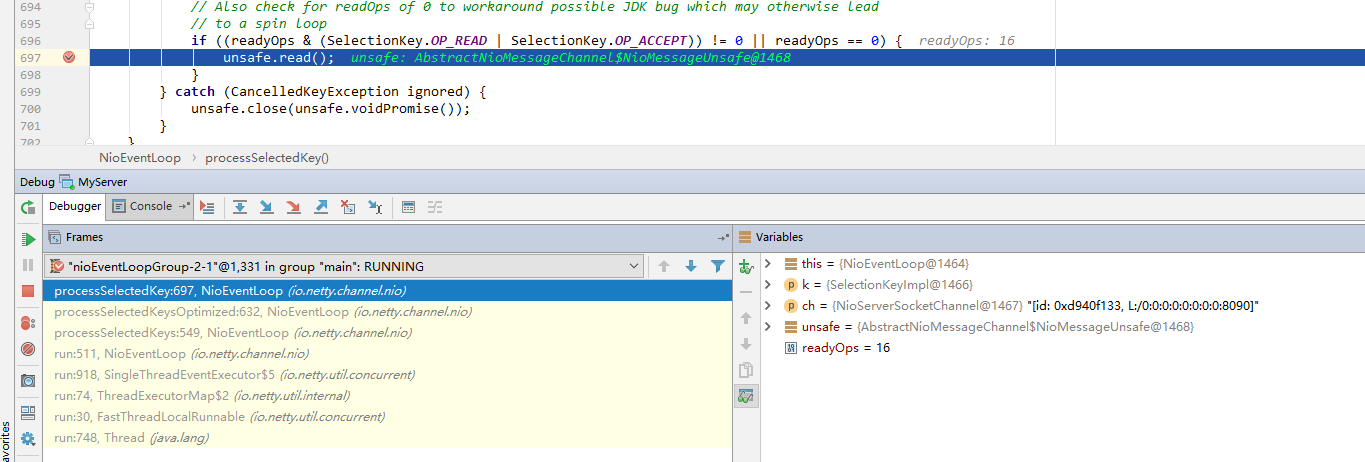 694 // Also check for readOps of 0 to workaround possible JDK bug which may otherwise lead
695 // to a spin loop
696 if ((readyOps & (SelectionKey.OP_READ | SelectionKey.OP_ACCEPT)) != 0 || readyOps == 0) { readyOps: 16
697 unsafe.read(); unsafe: AbstractNioMessageChannel$NioMessageUnsafe@1468
698 }
699 } catch (CancelledKeyException ignored) {
700 unsafe.close(unsafe.voidPromise());
701 }
702 }
NioEventLoop › processSelectedKey()
Debug MyServer
Debugger Console
Frames
Variables
"nioEventLoopGroup-2-1"@1,331 in group "main": RUNNING
processSelectedKey:697, NioEventLoop (io.netty.channel.nio)
processSelectedKeysOptimized:632, NioEventLoop (io.netty.channel.nio)
processSelectedKeys:549, NioEventLoop (io.netty.channel.nio)
run:511, NioEventLoop (io.netty.channel.nio)
run:918, SingleThreadEventExecutor$5 (io.netty.util.concurrent)
run:74, ThreadExecutorMap$2 (io.netty.util.internal)
run:30, FastThreadLocalRunnable (io.netty.util.concurrent)
run:748, Thread (java.lang)
this = {NioEventLoop@1464}
k = {SelectionKeyImpl@1466}
ch = {NioServerSocketChannel@1467} "[id: 0xd940f133, L:/0:0:0:0:0:0:0:0:8090]"
unsafe = {AbstractNioMessageChannel$NioMessageUnsafe@1468}
readyOps = 16
avorites